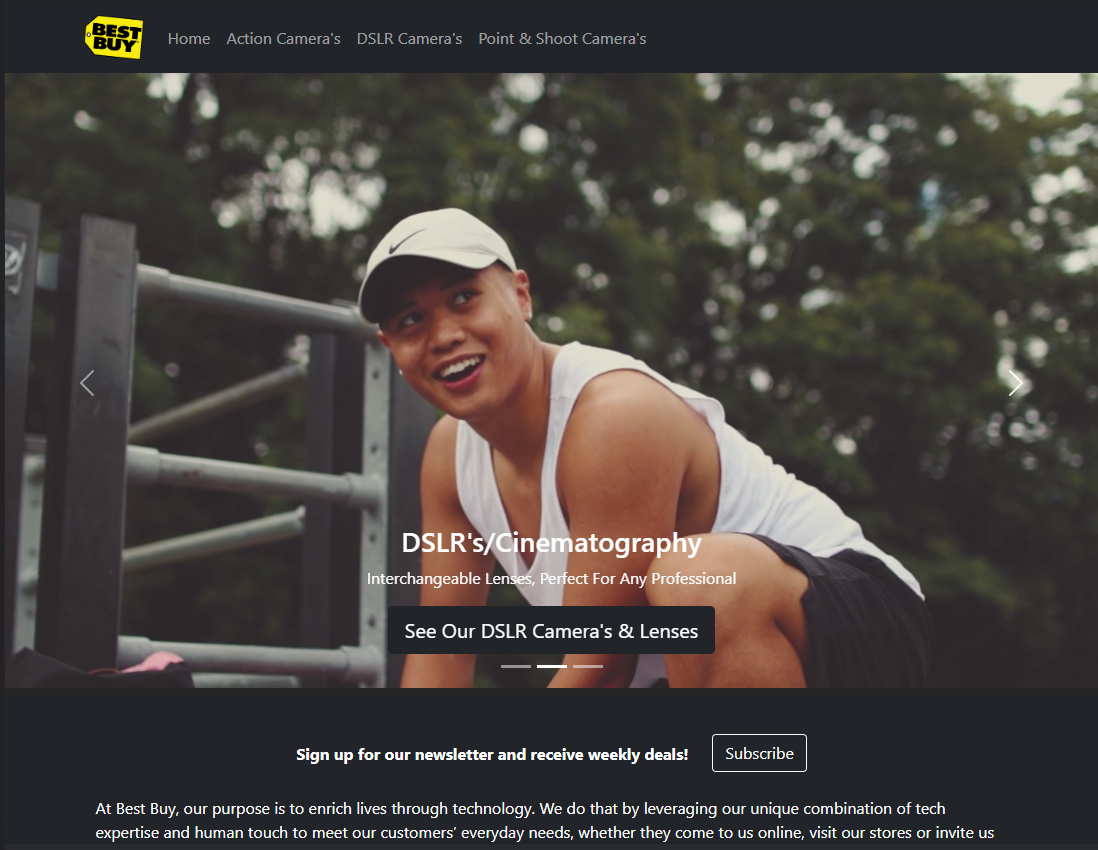 BEST
BUY
Home Action Camera's DSLR Camera's Point & Shoot Camera's
DSLR's/Cinematography
Interchangeable Lenses, Perfect For Any Professional
See Our DSLR Camera's & Lenses
Sign up for our newsletter and receive weekly deals! Subscribe
At Best Buy, our purpose is to enrich lives through technology. We do that by leveraging our unique combination of tech
expertise and human touch to meet our customers’ everyday needs, whether they come to us online, visit our stores or invite us